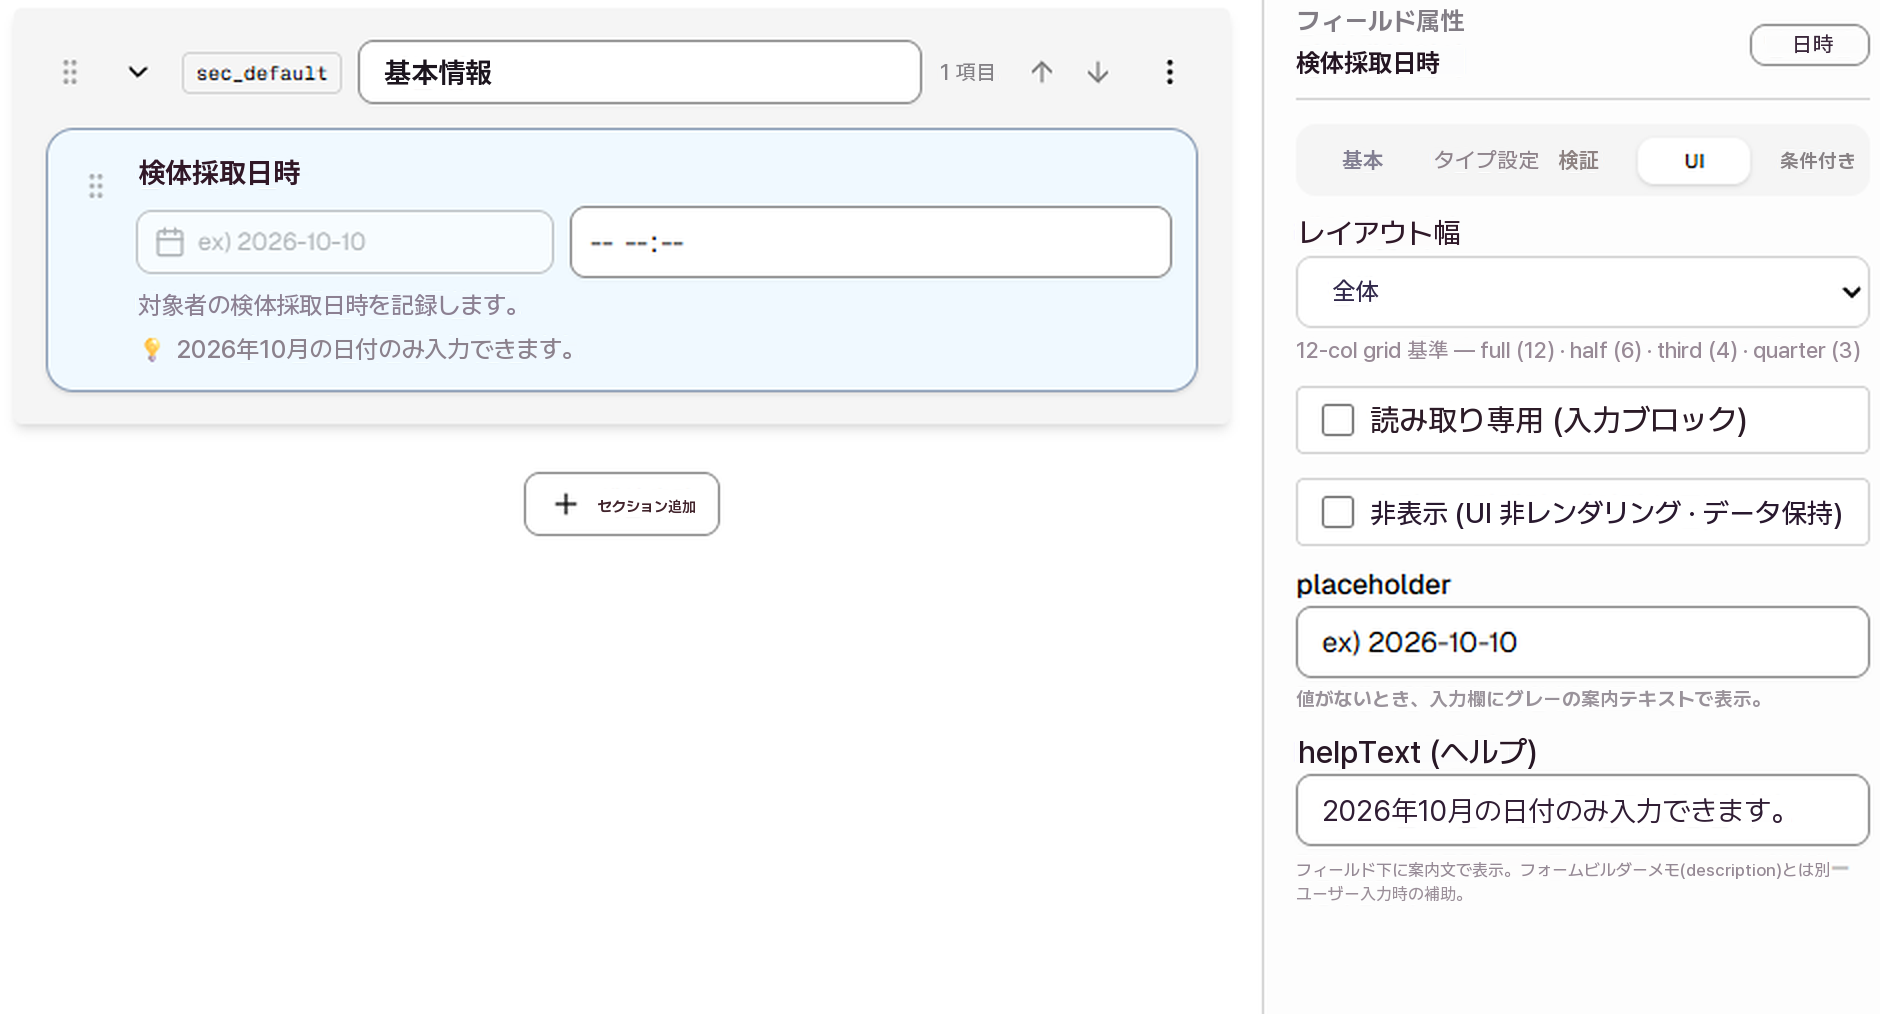 sec_default
基本情報
1 項目
検体採取日時
ex) 2026-10-10
-- --:--
対象者の検体採取日時を記録します。
💡 2026年10月の日付のみ入力できます。
セクション追加
フィールド属性
検体採取日時
日時
基本 タイプ設定 検証 UI 条件付き
レイアウト幅
全体
12-col grid 基準 — full (12) · half (6) · third (4) · quarter (3)
読み取り専用 (入力ブロック)
非表示 (UI 非レンダリング · データ保持)
placeholder
ex) 2026-10-10
値がないとき、入力欄にグレーの案内テキストで表示。
helpText (ヘルプ)
2026年10月の日付のみ入力できます。
フィールド下に案内文で表示。フォームビルダーメモ(description)とは別ー
ユーザー入力時の補助。